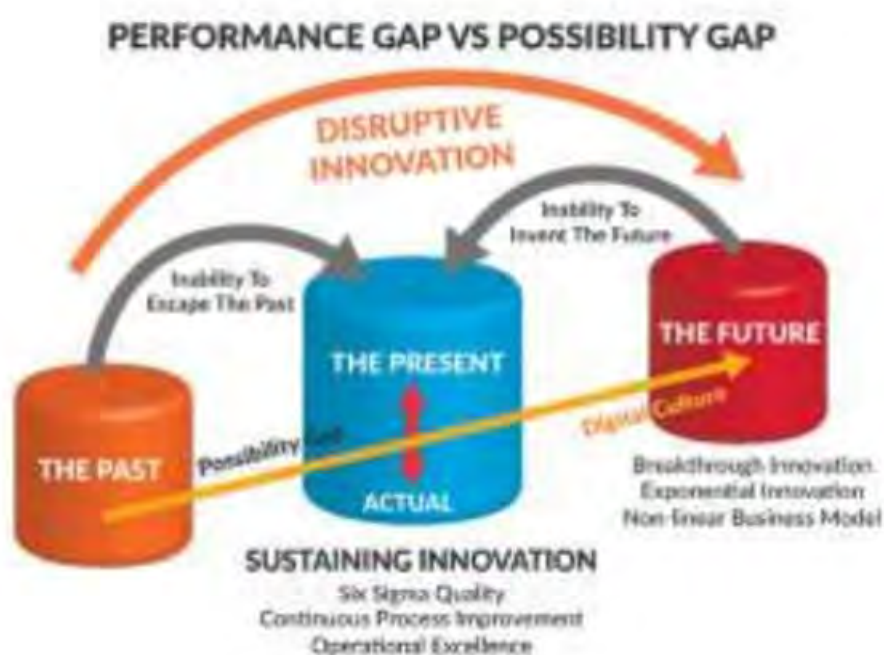 PERFORMANCE GAP VS POSSIBILITY GAP
DISRUPTIVE
INNOVATION
Inability To
Escape The Past
Inability To
Invent The Future
THE PAST
THE PRESENT
ACTUAL
THE FUTURE
Possibility Gap
Digital Culture
Breakthrough Innovation
Exponential Innovation
Non-linear Business Model
SUSTAINING INNOVATION
Six Sigma Quality
Continuous Process Improvement
Operational Excellence